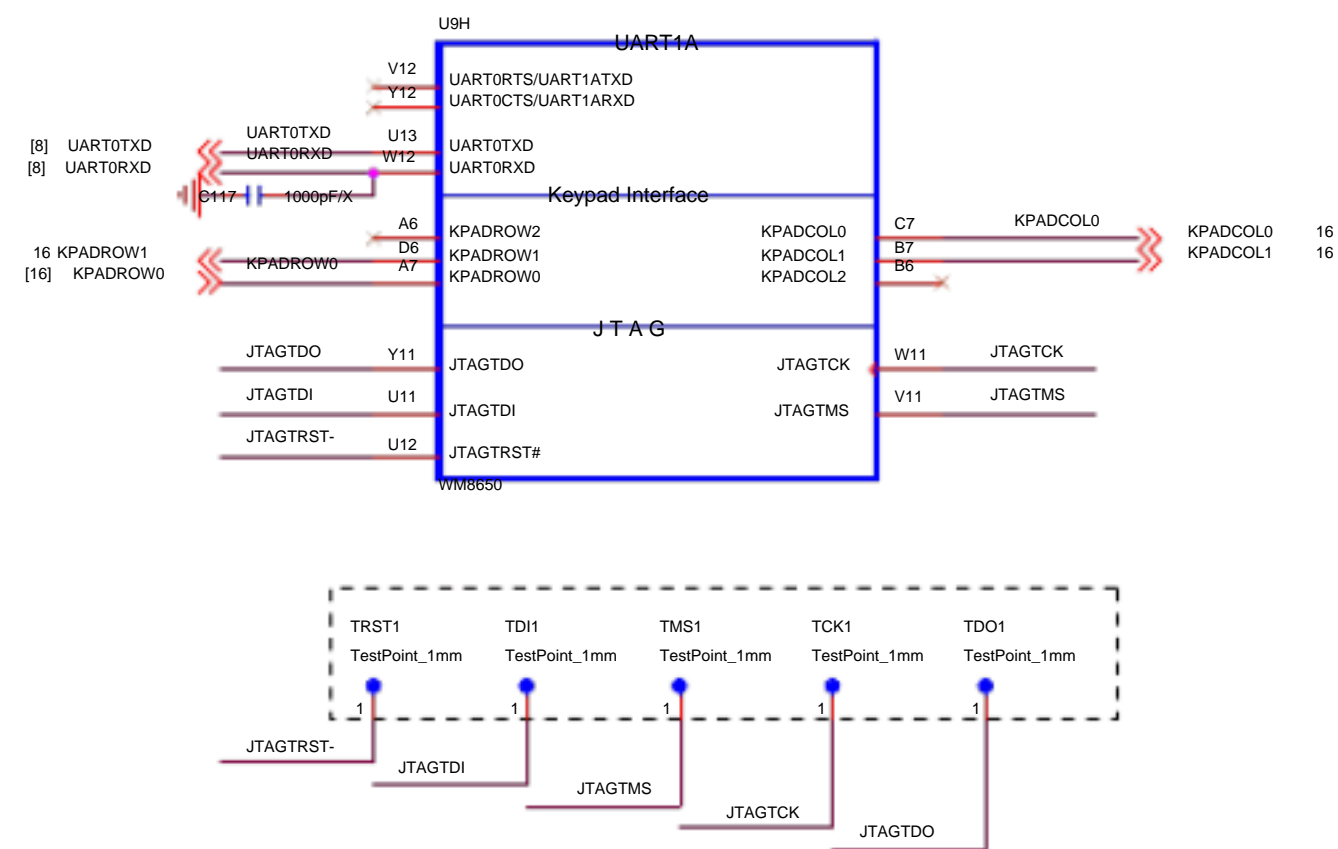 U9H
UART1A
V12 UART0RTS/UART1ATXD
Y12 UART0CTS/UART1ARXD
[8] UART0TXD UART0TXD U13 UART0TXD
[8] UART0RXD UART0RXD W12 UART0RXD
C117 1000pF/X Keypad Interface
A6 KPADROW2 KPADCOL0 C7 KPADCOL0 KPADCOL0 16
16 KPADROW1 D6 KPADROW1 KPADCOL1 B7 KPADCOL1 16
[16] KPADROW0 KPADROW0 A7 KPADROW0 KPADCOL2 B6
J T A G
JTAGTDO Y11 JTAGTDO JTAGTCK W11 JTAGTCK
JTAGTDI U11 JTAGTDI JTAGTMS V11 JTAGTMS
JTAGTRST- U12 JTAGTRST#
WM8650
TRST1 TDI1 TMS1 TCK1 TDO1
TestPoint_1mm TestPoint_1mm TestPoint_1mm TestPoint_1mm TestPoint_1mm
1 1 1 1 1
JTAGTRST-
JTAGTDI
JTAGTMS
JTAGTCK
JTAGTDO